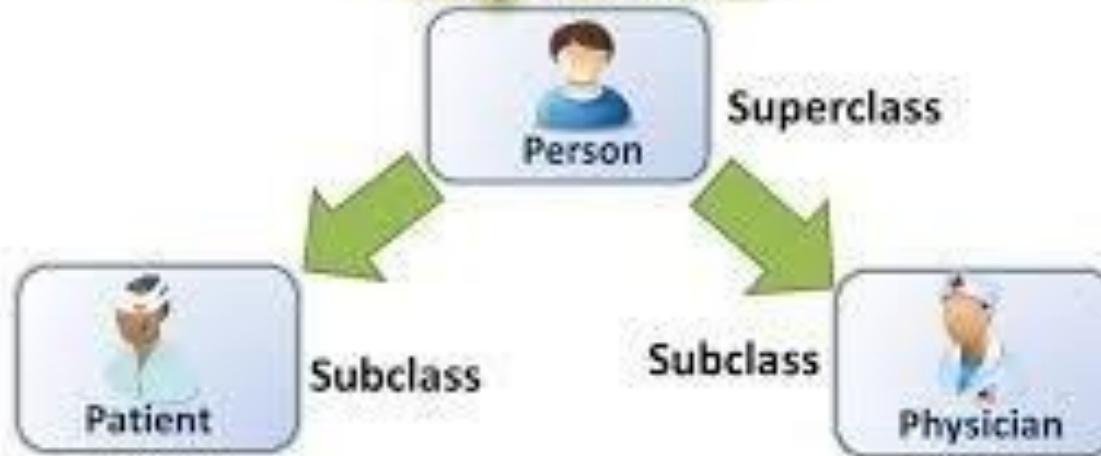 Person
Superclass
Patient
Subclass
Subclass
Physician